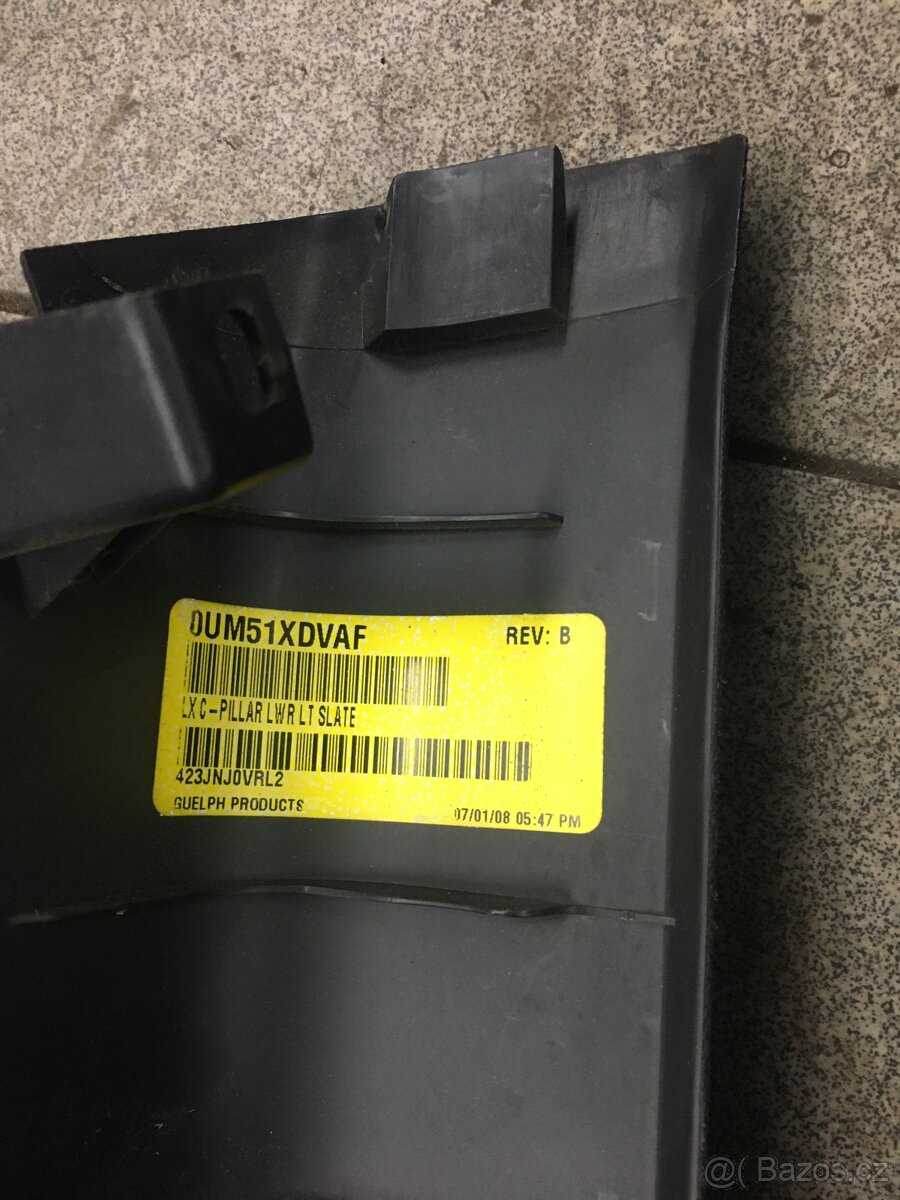 0UM51XDVAF REV: B
LX C-PILLAR LWR LT SLATE
423JNJ0VRL2
GUELPH PRODUCTS 07/01/08 05:47 PM
@( Bazos.cz